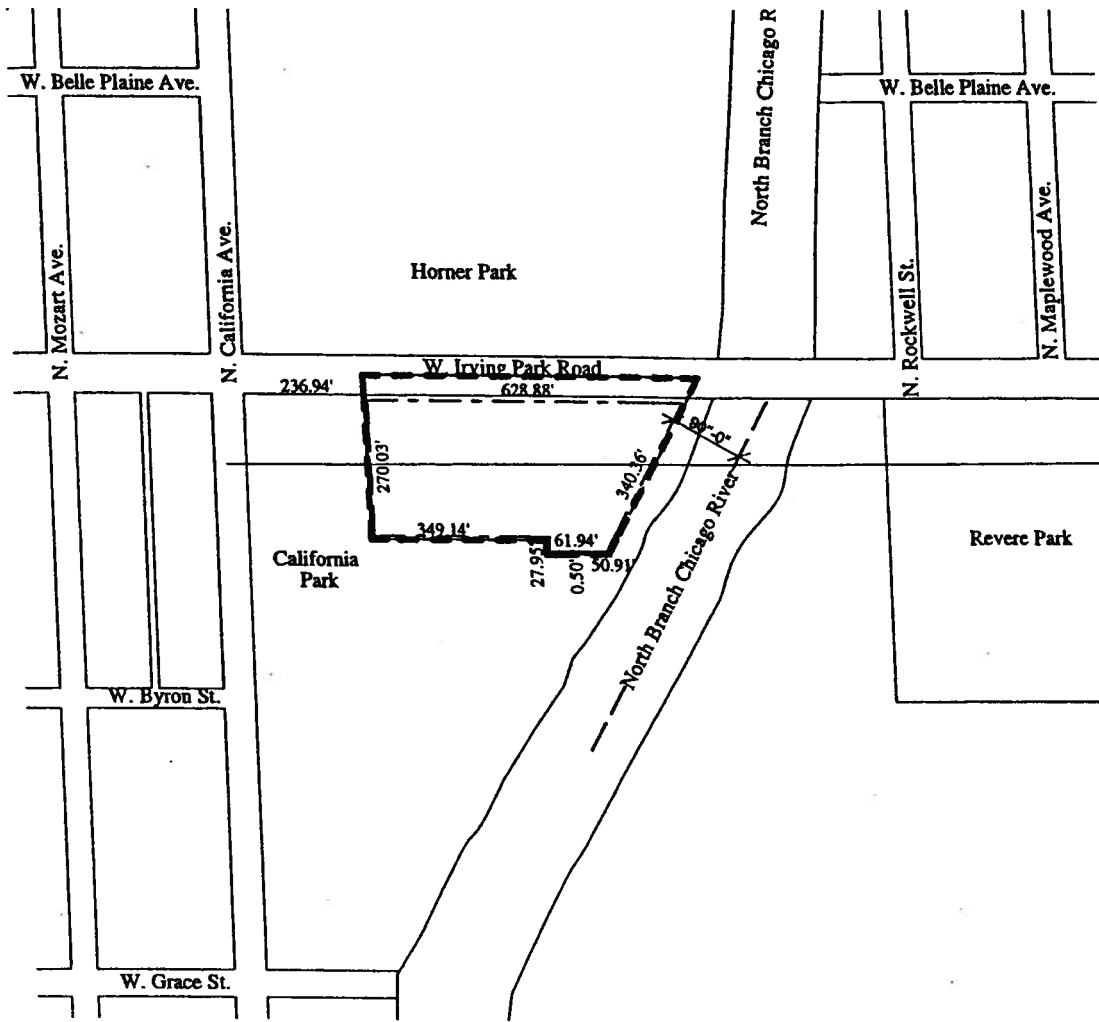 W. Belle Plaine Ave.
North Branch Chicago R
W. Belle Plaine Ave.
N. Mozart Ave.
N. California Ave.
Horner Park
N. Rockwell St.
N. Maplewood Ave.
W. Irving Park Road
236.94'
628.88'
270.03'
340.36'
349.14'
61.94'
27.95'
0.50'
50.91'
North Branch Chicago River
California
Park
Revere Park
W. Byron St.
W. Grace St.